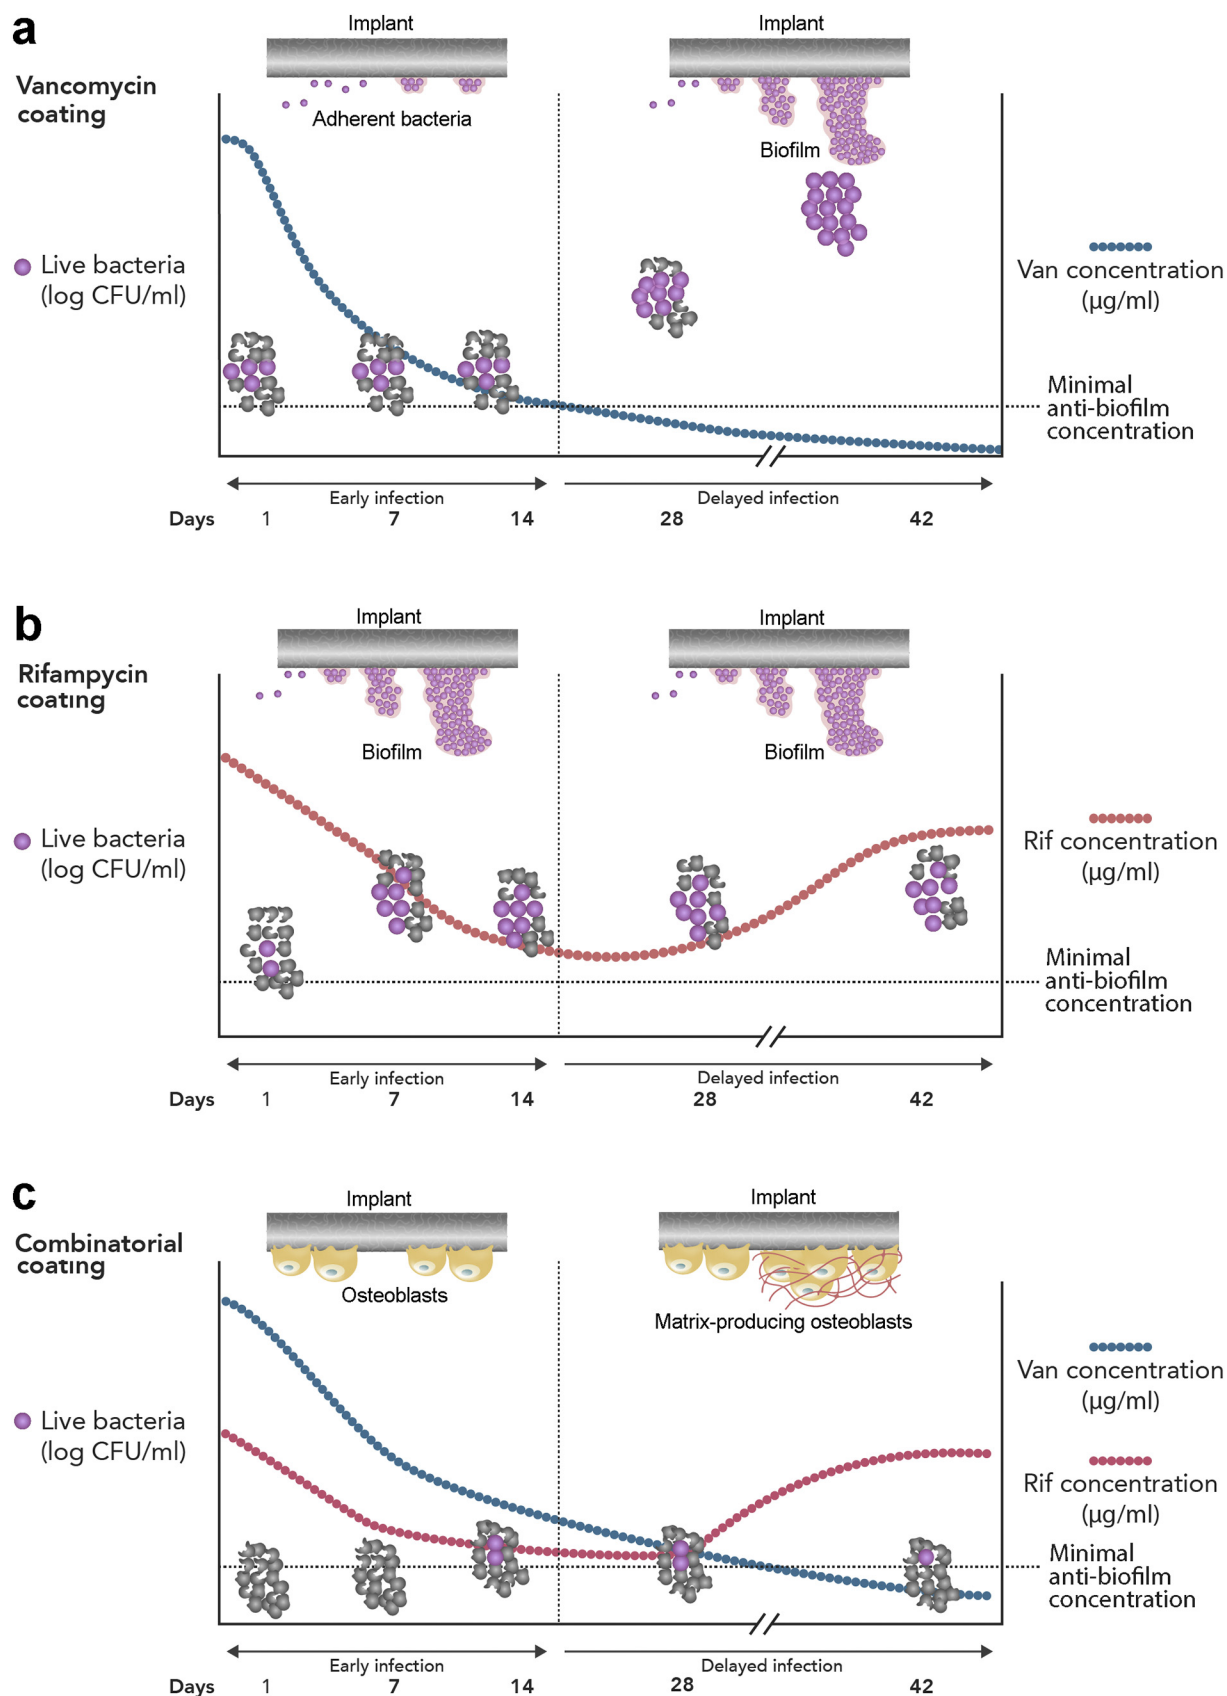 a
Implant
Implant
Vancomycin
coating
Adherent bacteria
Biofilm
Live bacteria
(log CFU/ml)
Van concentration
(µg/ml)
Minimal
anti-biofilm
concentration
Early infection
Delayed infection
Days 1 7 14 28 42
b
Implant
Implant
Rifampycin
coating
Biofilm
Biofilm
Live bacteria
(log CFU/ml)
Rif concentration
(µg/ml)
Minimal
anti-biofilm
concentration
Early infection
Delayed infection
Days 1 7 14 28 42
c
Implant
Implant
Combinatorial
coating
Osteoblasts
Matrix-producing osteoblasts
Van concentration
(µg/ml)
Live bacteria
(log CFU/ml)
Rif concentration
(µg/ml)
Minimal
anti-biofilm
concentration
Early infection
Delayed infection
Days 1 7 14 28 42